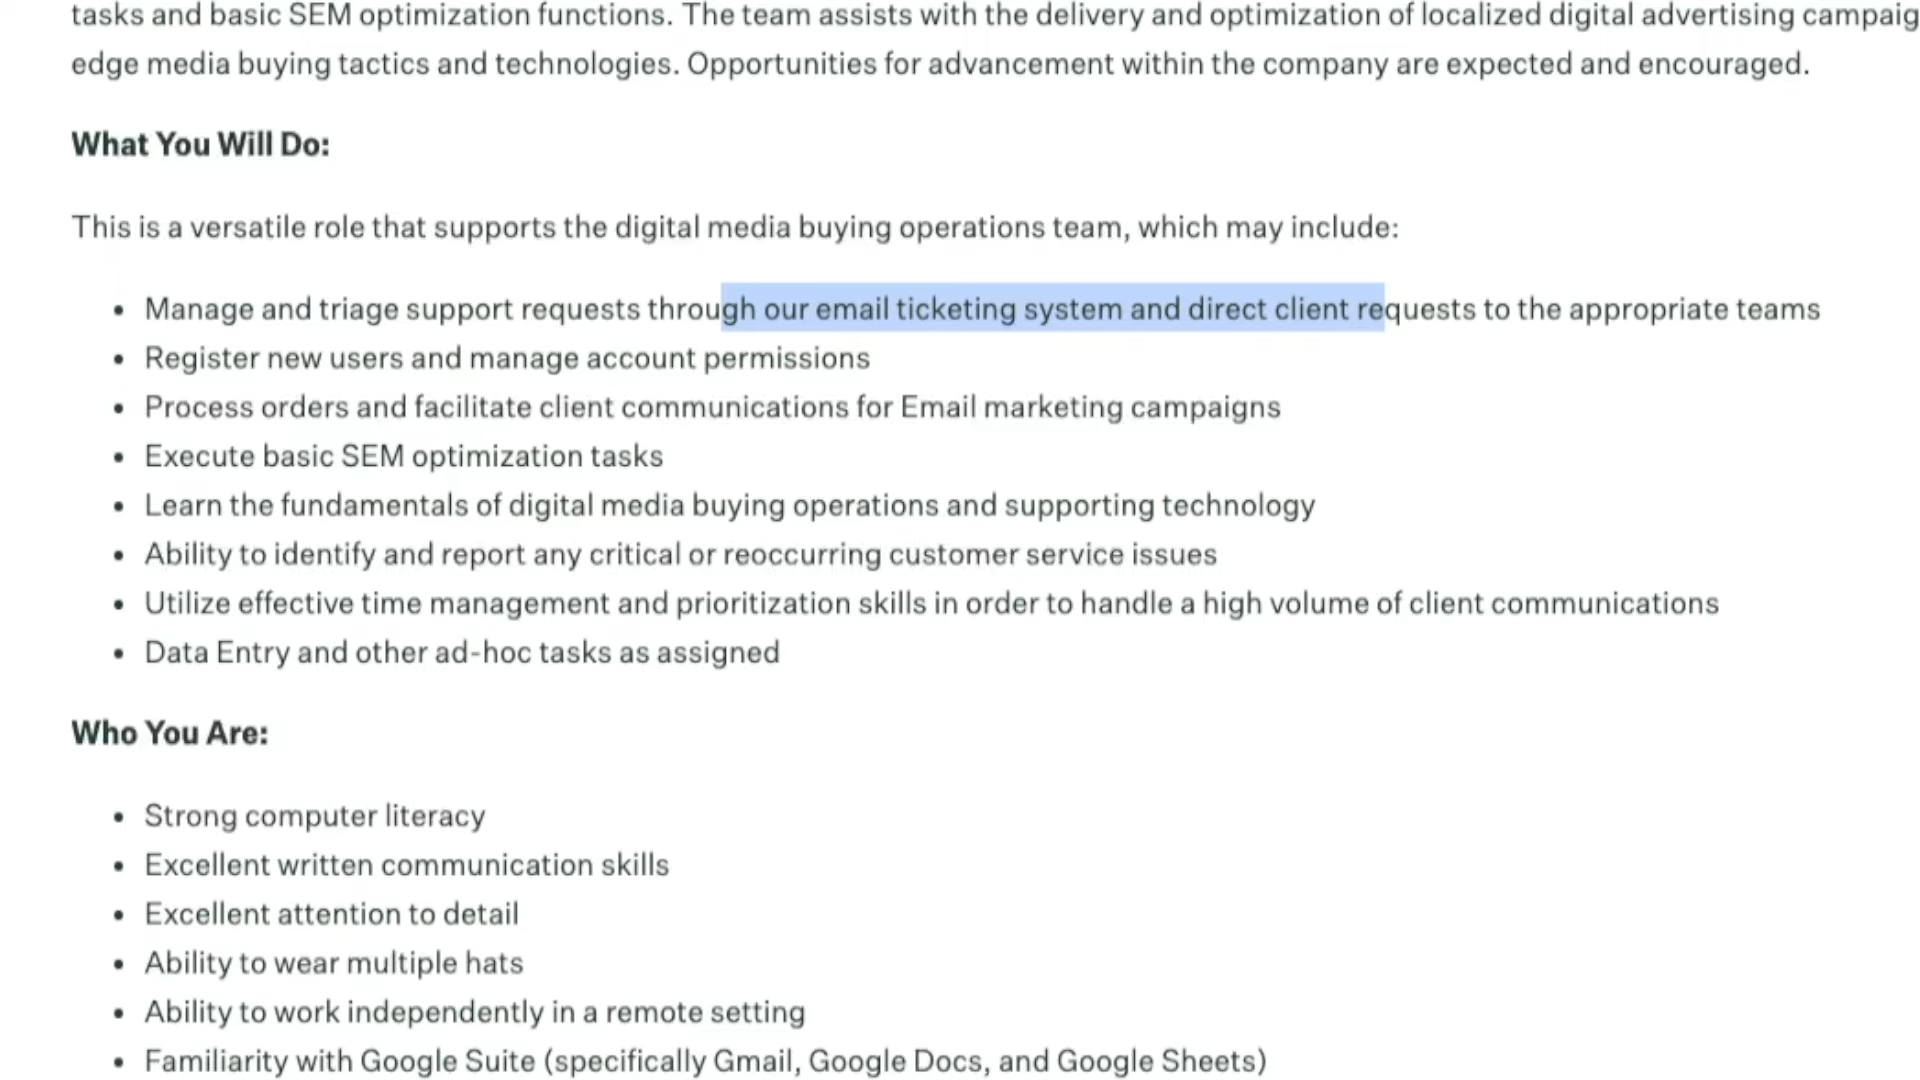 tasks and basic SEM optimization functions. The team assists with the delivery and optimization of localized digital advertising campaig
edge media buying tactics and technologies. Opportunities for advancement within the company are expected and encouraged.
What You Will Do:
This is a versatile role that supports the digital media buying operations team, which may include:
• Manage and triage support requests through our email ticketing system and direct client requests to the appropriate teams
• Register new users and manage account permissions
• Process orders and facilitate client communications for Email marketing campaigns
• Execute basic SEM optimization tasks
• Learn the fundamentals of digital media buying operations and supporting technology
• Ability to identify and report any critical or reoccurring customer service issues
• Utilize effective time management and prioritization skills in order to handle a high volume of client communications
• Data Entry and other ad-hoc tasks as assigned
Who You Are:
• Strong computer literacy
• Excellent written communication skills
• Excellent attention to detail
• Ability to wear multiple hats
• Ability to work independently in a remote setting
• Familiarity with Google Suite (specifically Gmail, Google Docs, and Google Sheets)